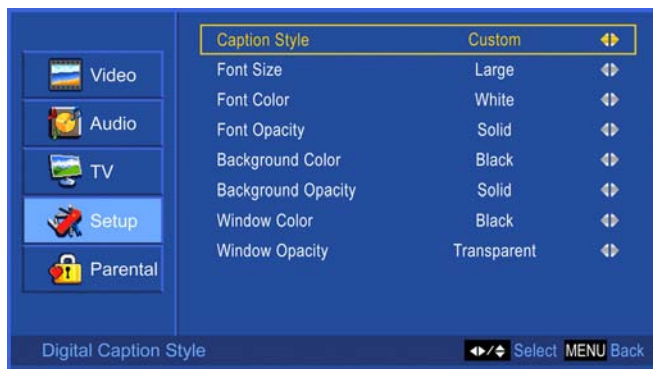 Video
Audio
TV
Setup
Parental
Caption Style Custom
Font Size Large
Font Color White
Font Opacity Solid
Background Color Black
Background Opacity Solid
Window Color Black
Window Opacity Transparent
Digital Caption Style Select MENU Back